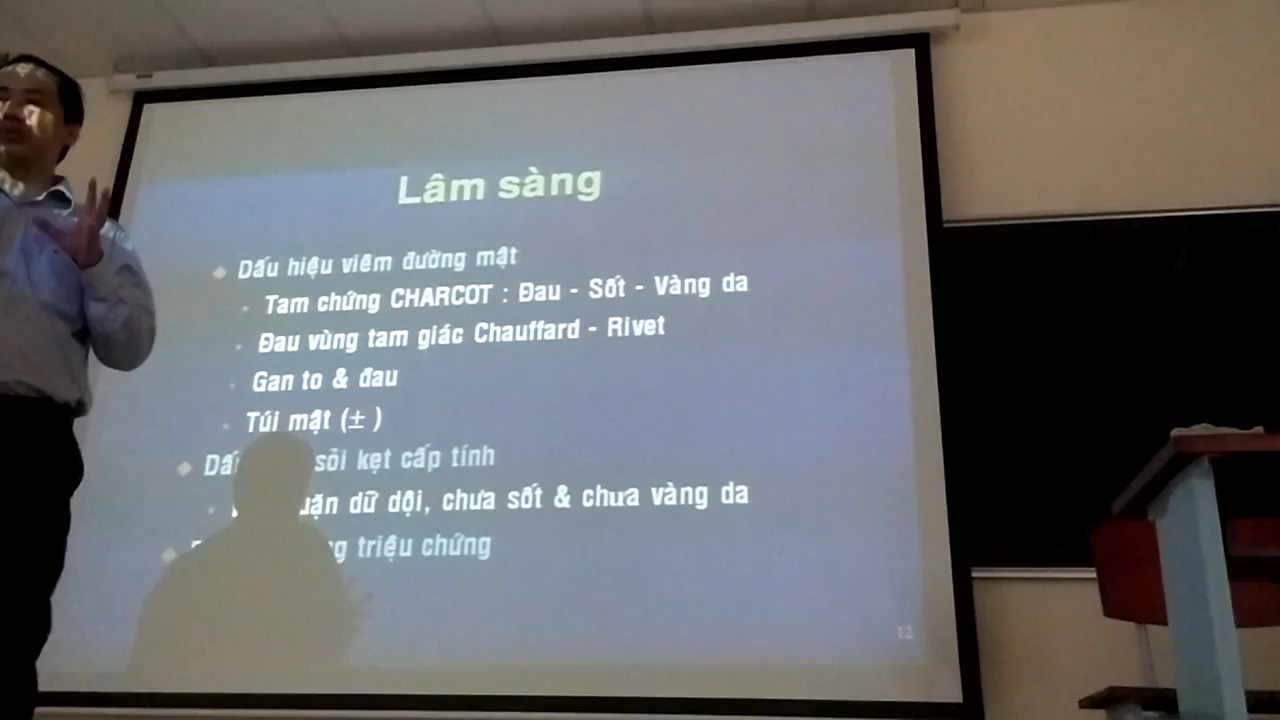 Lâm sàng
Dấu hiệu viêm đường mật
Tam chứng CHARCOT : Đau - Sốt - Vàng da
Đau vùng tam giác Chauffard - Rivet
Gan to & đau
Túi mật (± )
sỏi kẹt cấp tính
dữ dội, chưa sốt & chưa vàng da
triệu chứng
12